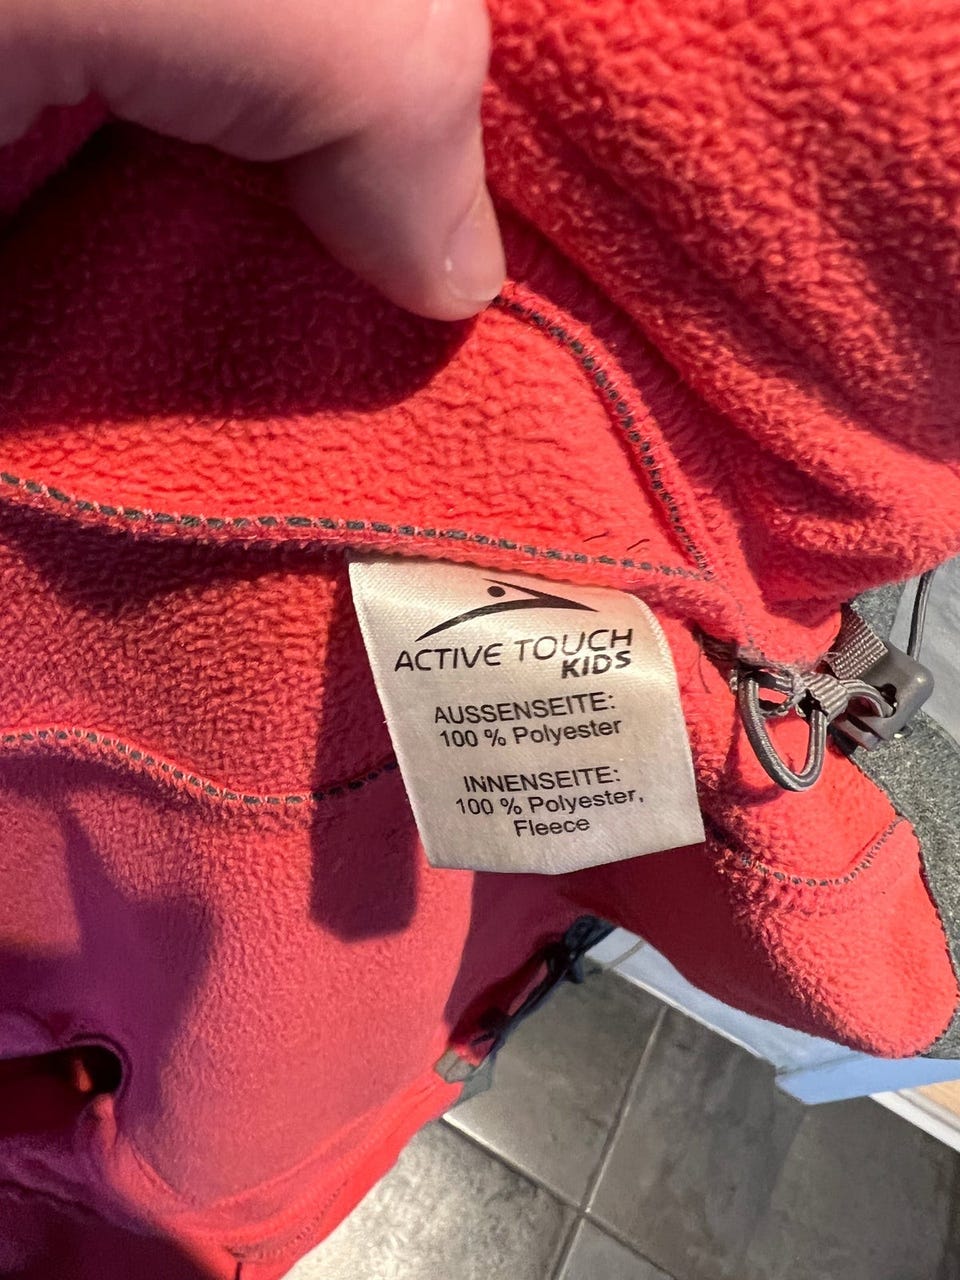 ACTIVE TOUCH
KIDS
AUSSENSEITE:
100 % Polyester
INNENSEITE:
100 % Polyester,
Fleece